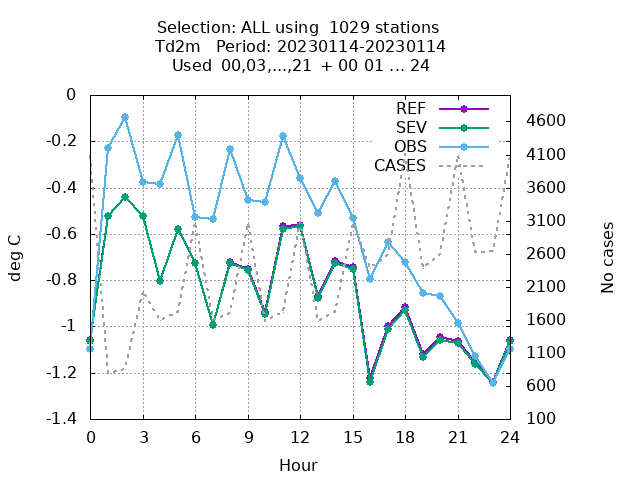 Selection: ALL using  1029 stations
Td2m   Period: 20230114-20230114
Used  00,03,...,21  + 00 01 ... 24
REF
SEV
OBS
CASES
0
-0.2
-0.4
-0.6
-0.8
-1
-1.2
-1.4
deg C
4600
4100
3600
3100
2600
2100
1600
1100
600
100
No cases
0 3 6 9 12 15 18 21 24
Hour